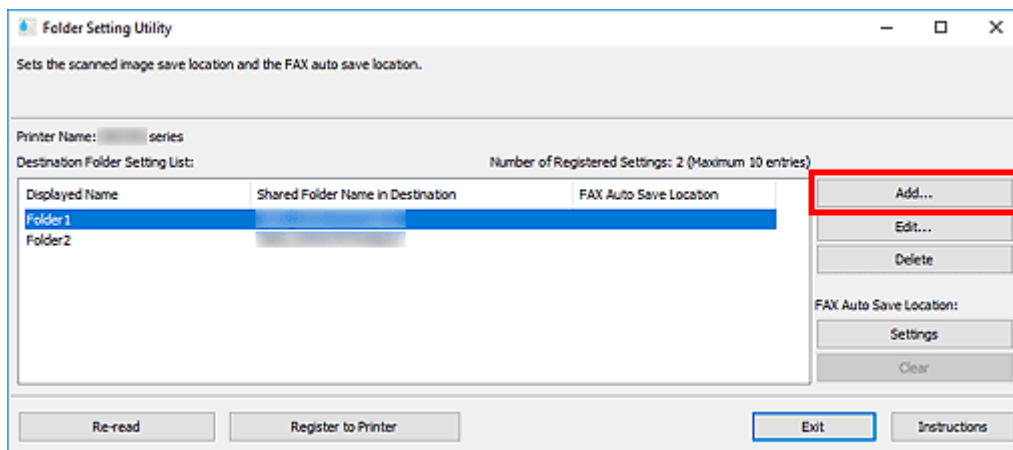 Folder Setting Utility
Sets the scanned image save location and the FAX auto save location.
Printer Name: series
Destination Folder Setting List: Number of Registered Settings: 2 (Maximum 10 entries)
Displayed Name Shared Folder Name in Destination FAX Auto Save Location
Folder1
Folder2
Add...
Edit...
Delete
FAX Auto Save Location:
Settings
Clear
Re-read Register to Printer Exit Instructions